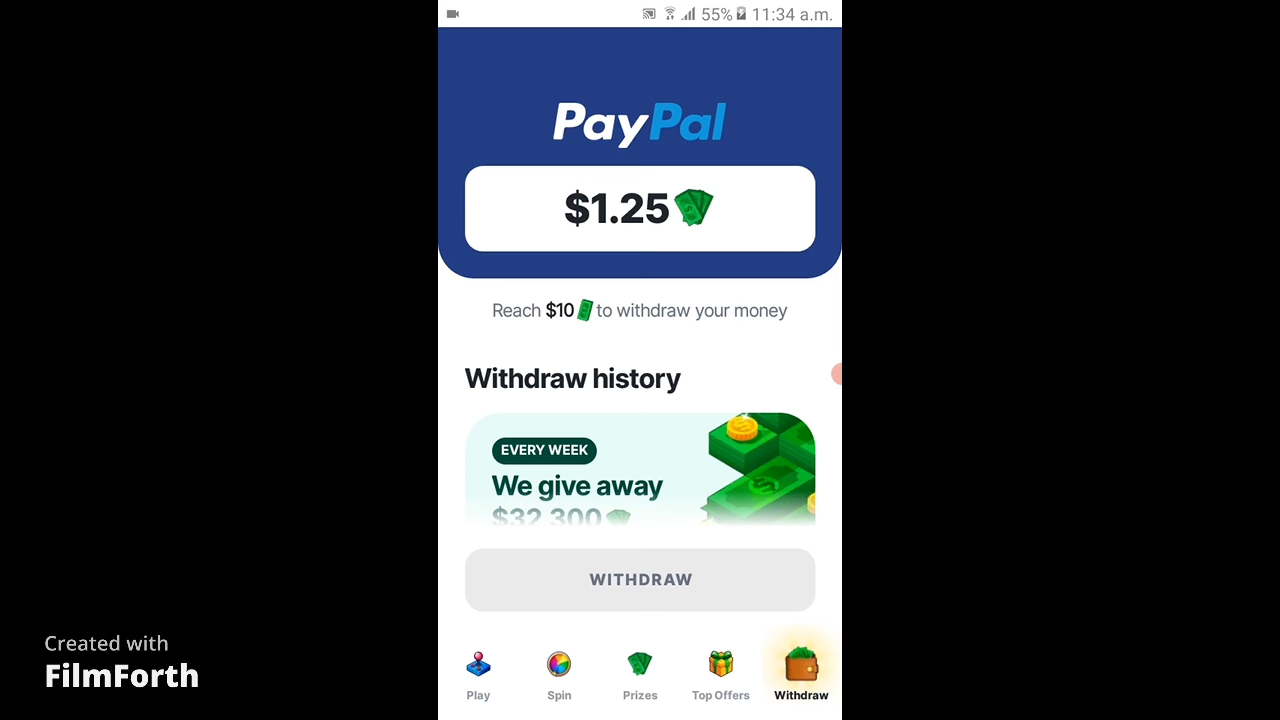 55% 11:34 a.m.
PayPal
$1.25
Reach $10 to withdraw your money
Withdraw history
EVERY WEEK
We give away
$32 300
WITHDRAW
Created with
FilmForth
Play Spin Prizes Top Offers Withdraw